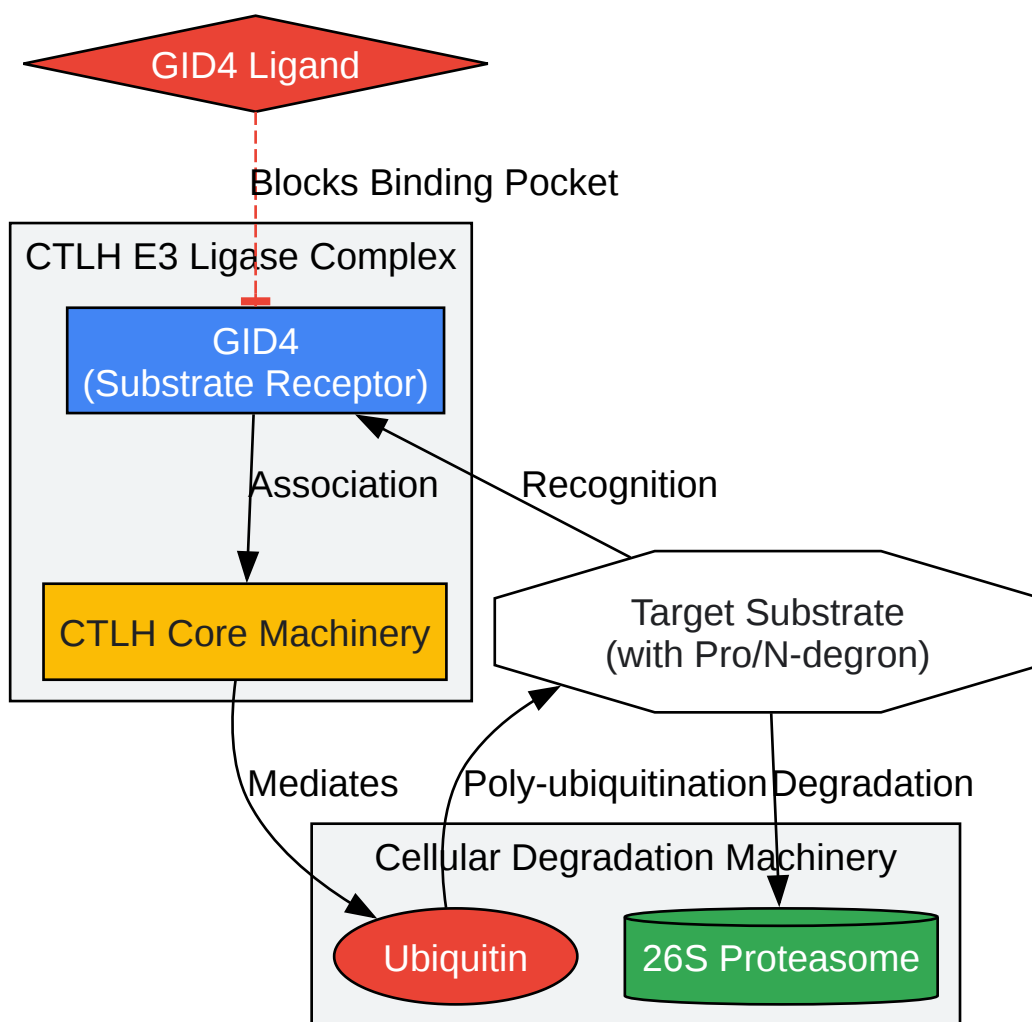 GID4 Ligand
Blocks Binding Pocket
CTLH E3 Ligase Complex
GID4
(Substrate Receptor)
Association
Recognition
CTLH Core Machinery
Target Substrate
(with Pro/N-degron)
Mediates
Poly-ubiquitination
Degradation
Cellular Degradation Machinery
Ubiquitin
26S Proteasome